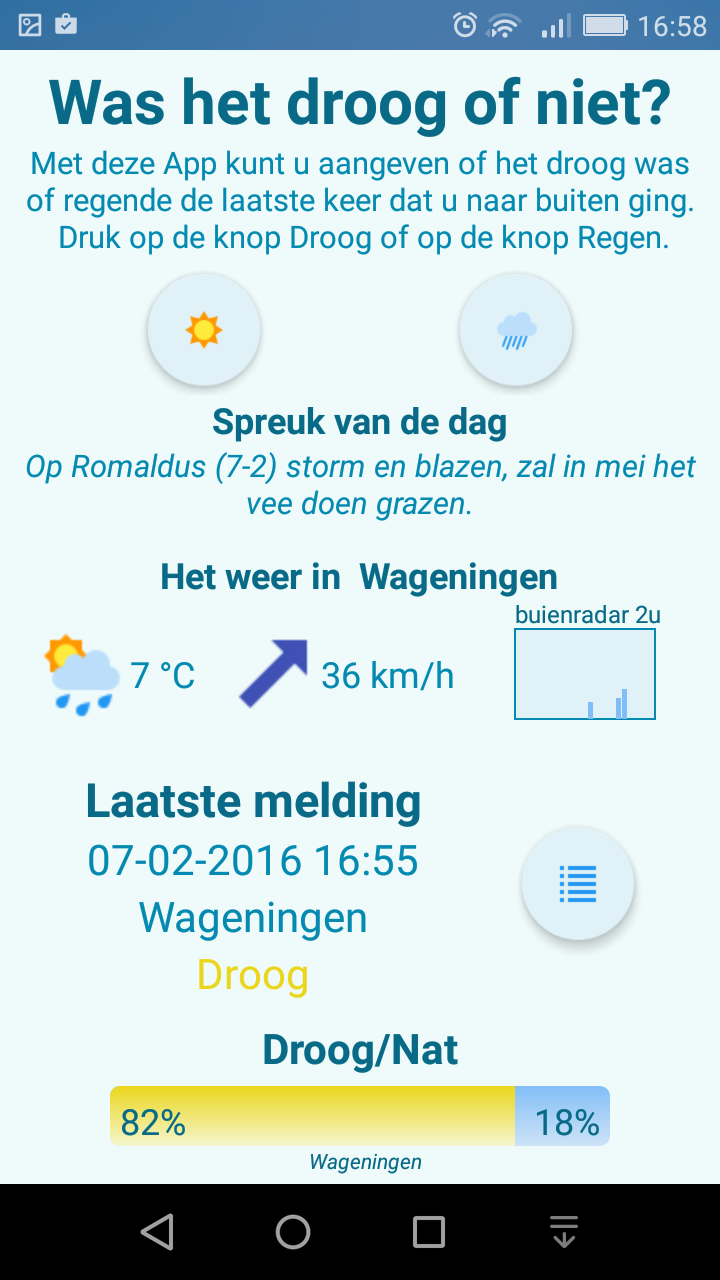 16:58
Was het droog of niet?
Met deze App kunt u aangeven of het droog was
of regende de laatste keer dat u naar buiten ging.
Druk op de knop Droog of op de knop Regen.
Spreuk van de dag
Op Romaldus (7-2) storm en blazen, zal in mei het
vee doen grazen.
Het weer in  Wageningen
buienradar 2u
7 °C
36 km/h
Laatste melding
07-02-2016 16:55
Wageningen
Droog
Droog/Nat
82%
18%
Wageningen